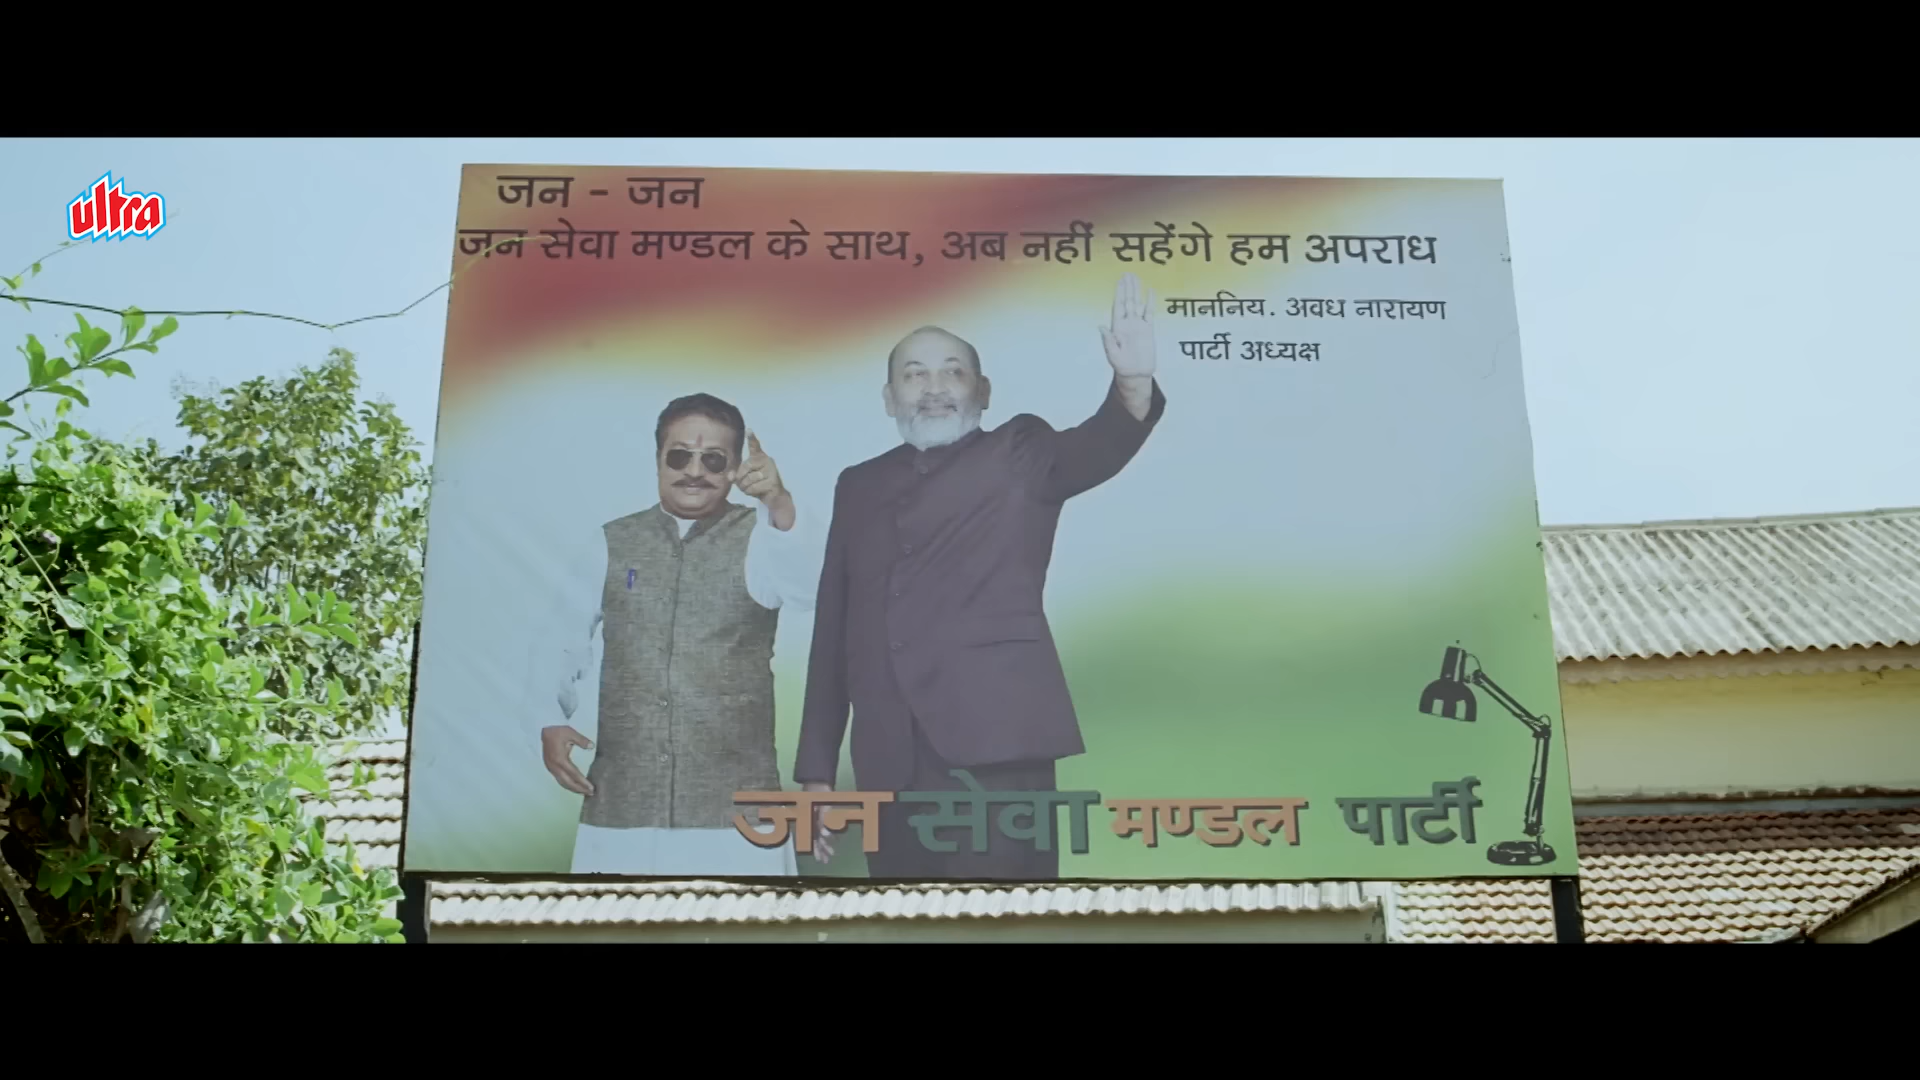 ultra
जन - जन
जन सेवा मण्डल के साथ, अब नहीं सहेंगे हम अपराध
माननिय. अवध नारायण
पार्टी अध्यक्ष
जन सेवा मण्डल पार्टी